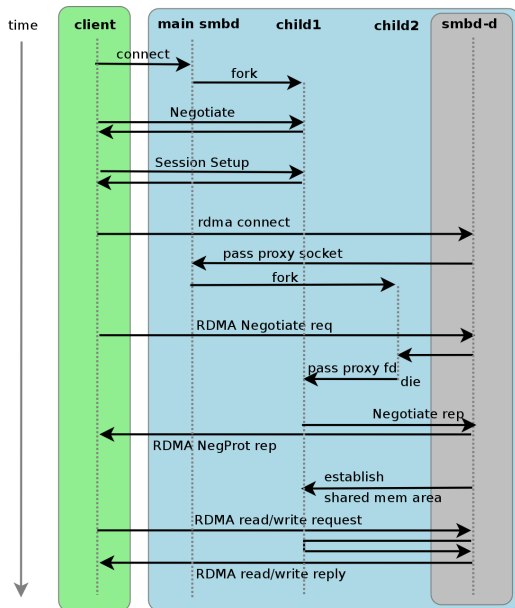 time
client
main smbd
child1
child2
smbd-d
connect
fork
Negotiate
Session Setup
rdma connect
pass proxy socket
fork
RDMA Negotiate req
pass proxy fd
die
Negotiate rep
RDMA NegProt rep
establish
shared mem area
RDMA read/write request
RDMA read/write reply